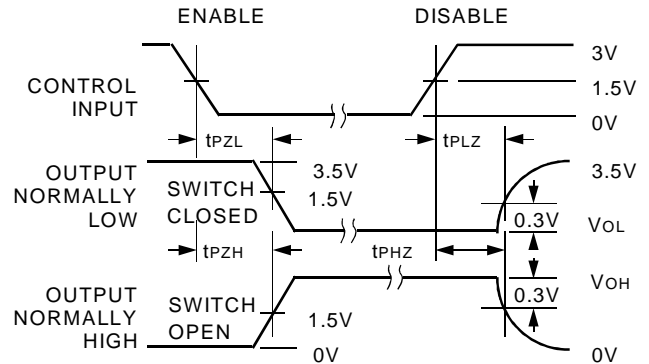 ENABLE DISABLE
3V
CONTROL
INPUT
1.5V
0V
tPZL tPLZ
OUTPUT
NORMALLY
LOW
SWITCH
CLOSED
3.5V
1.5V
3.5V
0.3V
VOL
tPZH tPHZ
OUTPUT
NORMALLY
HIGH
SWITCH
OPEN
1.5V
0V
0.3V
VOH
0V